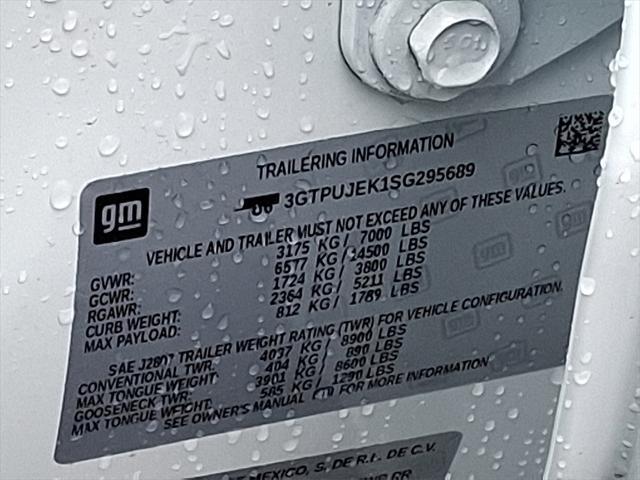 TRAILERING INFORMATION
gm
3GTPUJEK1SG295689
VEHICLE AND TRAILER MUST NOT EXCEED ANY OF THESE VALUES.
GVWR: 3175 KG / 7000 LBS
GCWR: 6577 KG / 14500 LBS
RGAWR: 1724 KG / 3800 LBS
CURB WEIGHT: 2364 KG / 5211 LBS
MAX PAYLOAD: 812 KG / 1789 LBS
SAE J2807 TRAILER WEIGHT RATING (TWR) FOR VEHICLE CONFIGURATION.
CONVENTIONAL TWR: 4037 KG / 8900 LBS
MAX TONGUE WEIGHT: 404 KG / 890 LBS
GOOSENECK TWR: 3901 KG / 8600 LBS
MAX TONGUE WEIGHT: 585 KG / 1290 LBS
SEE OWNER'S MANUAL FOR MORE INFORMATION
MEXICO, S. DE R.L. DE C.V.